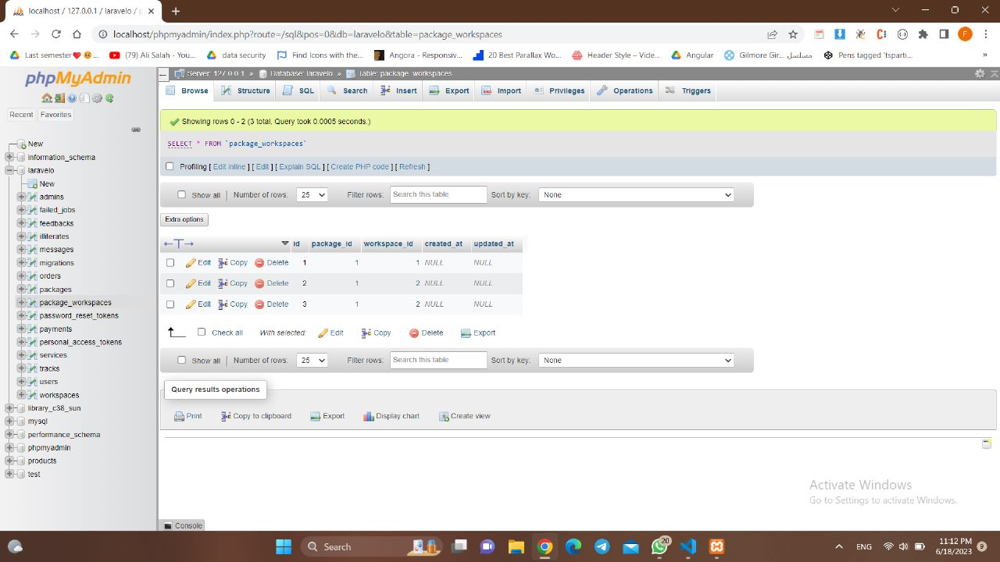 localhost / 127.0.0.1 / laravelo / p
localhost/phpmyadmin/index.php?route=/sql&pos=0&db=laravelo&table=package_workspaces
F
Last semester❤️😣... (79) Ali Salah - You... data security Find Icons with the... Angora - Responsiv... 20 Best Parallax Wo... Header Style – Vide... Angular Gilmore Gir... مسلسل Pens tagged 'tsparti... »
phpMyAdmin
Recent Favorites
New
information_schema
laravelo
New
admins
failed_jobs
feedbacks
illiterates
messages
migrations
orders
packages
package_workspaces
password_reset_tokens
payments
personal_access_tokens
services
tracks
users
workspaces
library_c38_sun
mysql
performance_schema
phpmyadmin
products
test
Server: 127.0.0.1 » Database: laravelo » Table: package_workspaces
Browse Structure SQL Search Insert Export Import Privileges Operations Triggers
Showing rows 0 - 2 (3 total, Query took 0.0005 seconds.)
SELECT * FROM `package_workspaces`
Profiling [ Edit inline ] [ Edit ] [ Explain SQL ] [ Create PHP code ] [ Refresh ]
Show all Number of rows: 25 Filter rows: Search this table Sort by key: None
Extra options
id package_id workspace_id created_at updated_at
Edit Copy Delete 1 1 1 NULL NULL
Edit Copy Delete 2 1 2 NULL NULL
Edit Copy Delete 3 1 2 NULL NULL
Check all With selected: Edit Copy Delete Export
Show all Number of rows: 25 Filter rows: Search this table Sort by key: None
Query results operations
Print Copy to clipboard Export Display chart Create view
Activate Windows
Go to Settings to activate Windows.
Console
Search
20
ENG
11:12 PM
6/18/2023
9